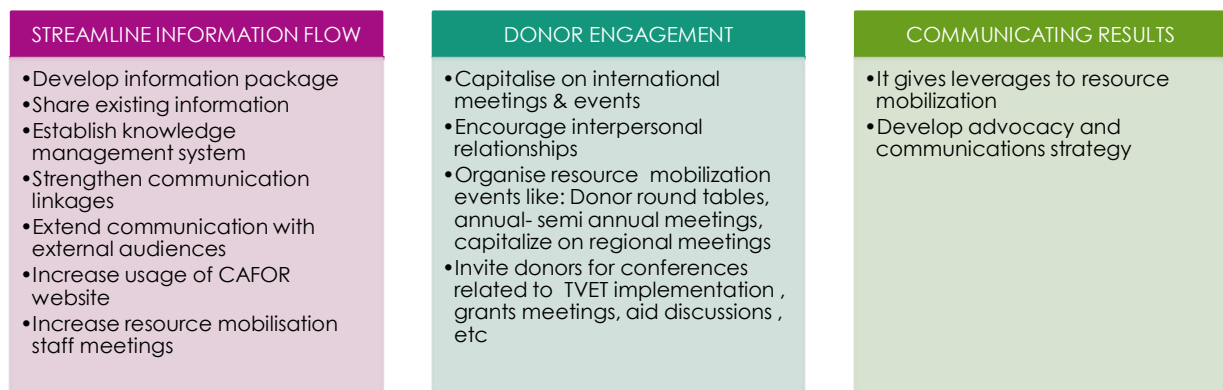 STREAMLINE INFORMATION FLOW
•Develop information package
•Share existing information
•Establish knowledge
management system
•Strengthen communication
linkages
•Extend communication with
external audiences
•Increase usage of CAFOR
website
•Increase resource mobilisation
staff meetings
DONOR ENGAGEMENT
•Capitalise on international
meetings & events
•Encourage interpersonal
relationships
•Organise resource mobilization
events like: Donor round tables,
annual- semi annual meetings,
capitalize on regional meetings
•Invite donors for conferences
related to TVET implementation ,
grants meetings, aid discussions ,
etc
COMMUNICATING RESULTS
•It gives leverages to resource
mobilization
•Develop advocacy and
communications strategy